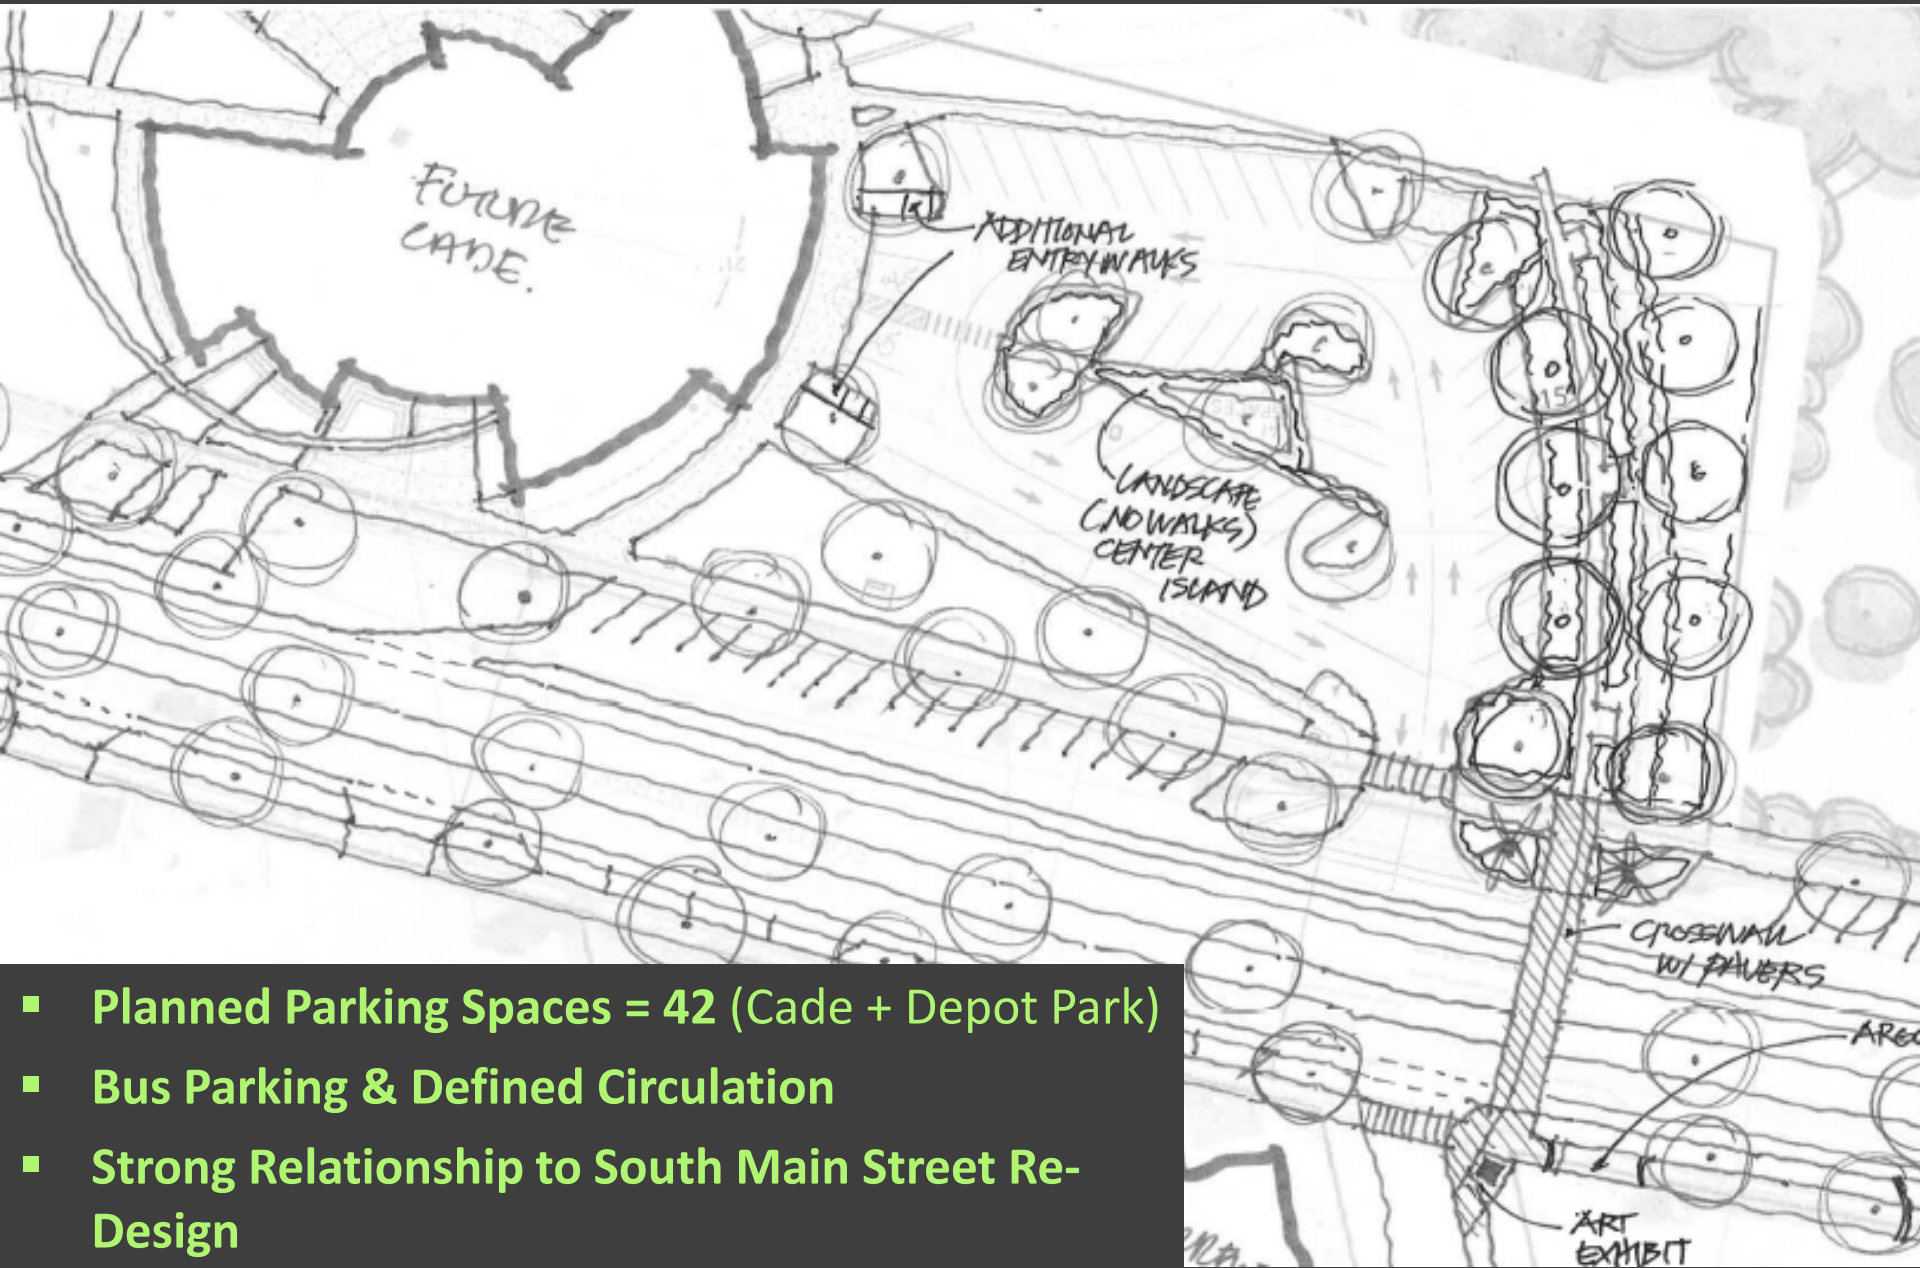 FUTURE
CADE.
ADDITIONAL
ENTRY WALKS
LANDSCAPE
(NO WALKS)
CENTER
ISLAND
CROSSWALK
W/ PAVERS
ART
EXHIBIT
▪ Planned Parking Spaces = 42 (Cade + Depot Park)
▪ Bus Parking & Defined Circulation
▪ Strong Relationship to South Main Street Re-
Design